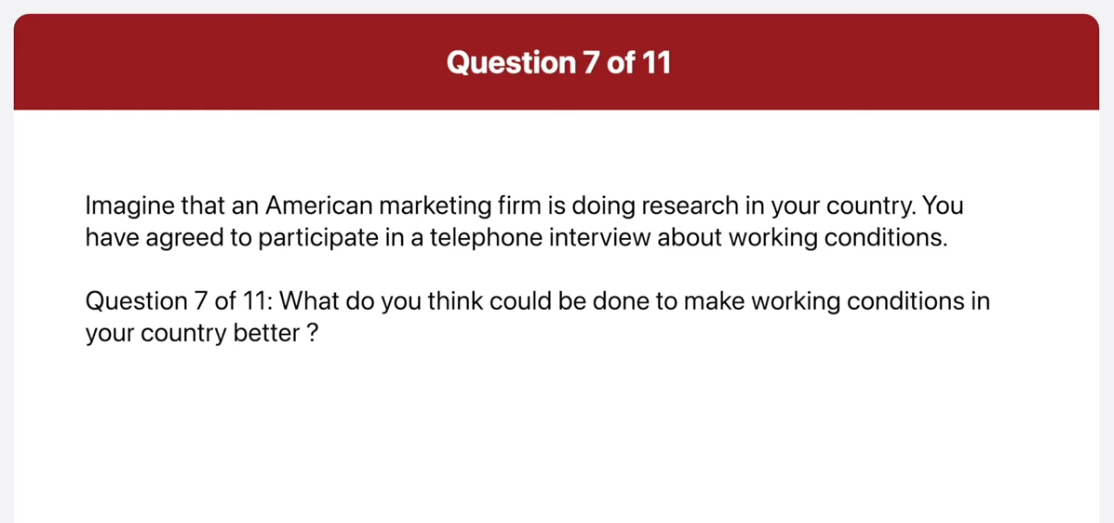 Question 7 of 11
Imagine that an American marketing firm is doing research in your country. You
have agreed to participate in a telephone interview about working conditions.
Question 7 of 11: What do you think could be done to make working conditions in
your country better ?